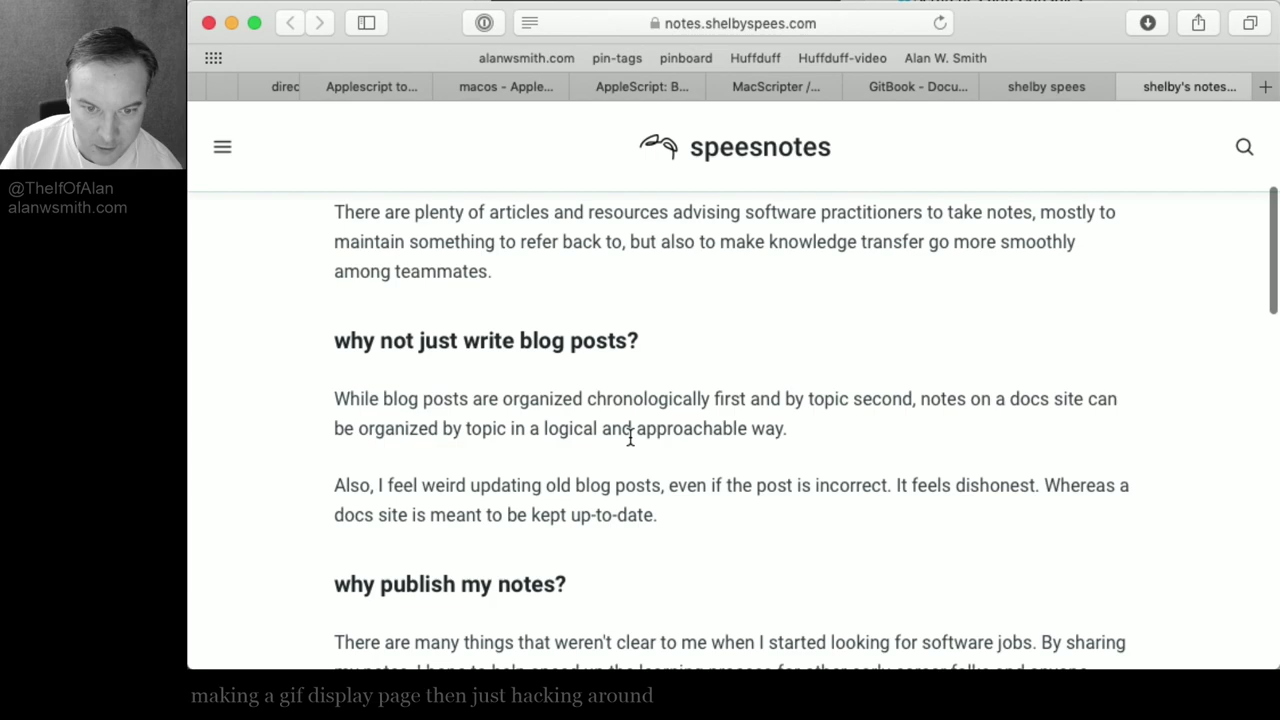 notes.shelbyspees.com
alanwsmith.com pin-tags pinboard Huffduff Huffduff-video Alan W. Smith
direc Applescript to... macos - Apple... AppleScript: B... MacScripter /... GitBook - Docu... shelby spees shelby's notes...
speesnotes
@TheIfOfAlan
alanwsmith.com
There are plenty of articles and resources advising software practitioners to take notes, mostly to
maintain something to refer back to, but also to make knowledge transfer go more smoothly
among teammates.
why not just write blog posts?
While blog posts are organized chronologically first and by topic second, notes on a docs site can
be organized by topic in a logical and approachable way.
Also, I feel weird updating old blog posts, even if the post is incorrect. It feels dishonest. Whereas a
docs site is meant to be kept up-to-date.
why publish my notes?
There are many things that weren't clear to me when I started looking for software jobs. By sharing
my notes, I hope to help speed up the learning process for other early career folks and anyone
making a gif display page then just hacking around